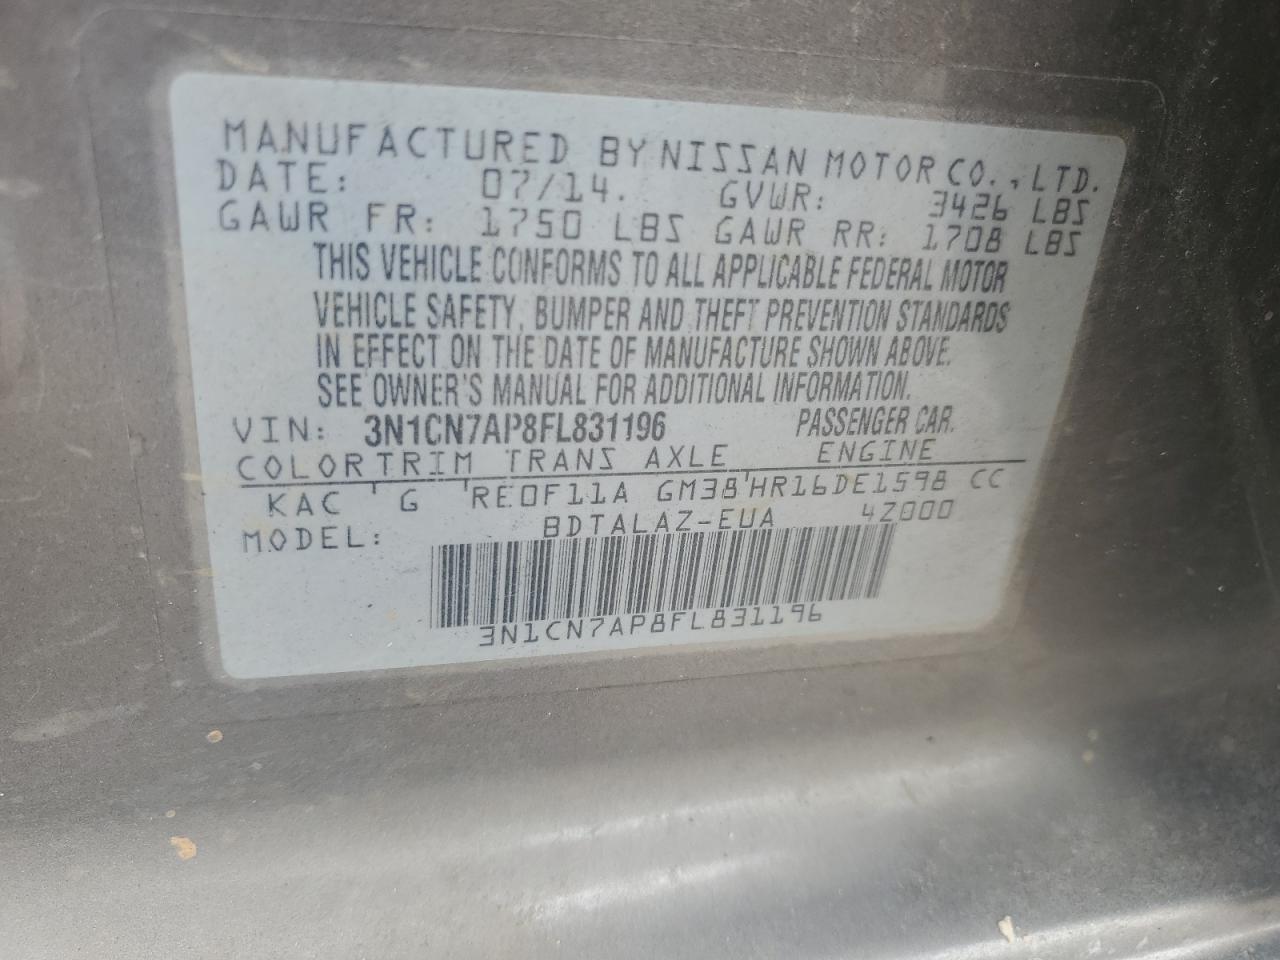 MANUFACTURED BY NISSAN MOTOR CO., LTD.
DATE: 07/14. GVWR: 3426 LBS
GAWR FR: 1750 LBS GAWR RR: 1708 LBS
THIS VEHICLE CONFORMS TO ALL APPLICABLE FEDERAL MOTOR
VEHICLE SAFETY, BUMPER AND THEFT PREVENTION STANDARDS
IN EFFECT ON THE DATE OF MANUFACTURE SHOWN ABOVE.
SEE OWNER'S MANUAL FOR ADDITIONAL INFORMATION.
VIN: 3N1CN7AP8FL831196 PASSENGER CAR.
COLOR TRIM TRANS AXLE ENGINE
KAC ' G ' RE0F11A GM38 ' HR16DE1598 CC
MODEL: BDTALAZ-EUA 4Z000
3N1CN7AP8FL831196